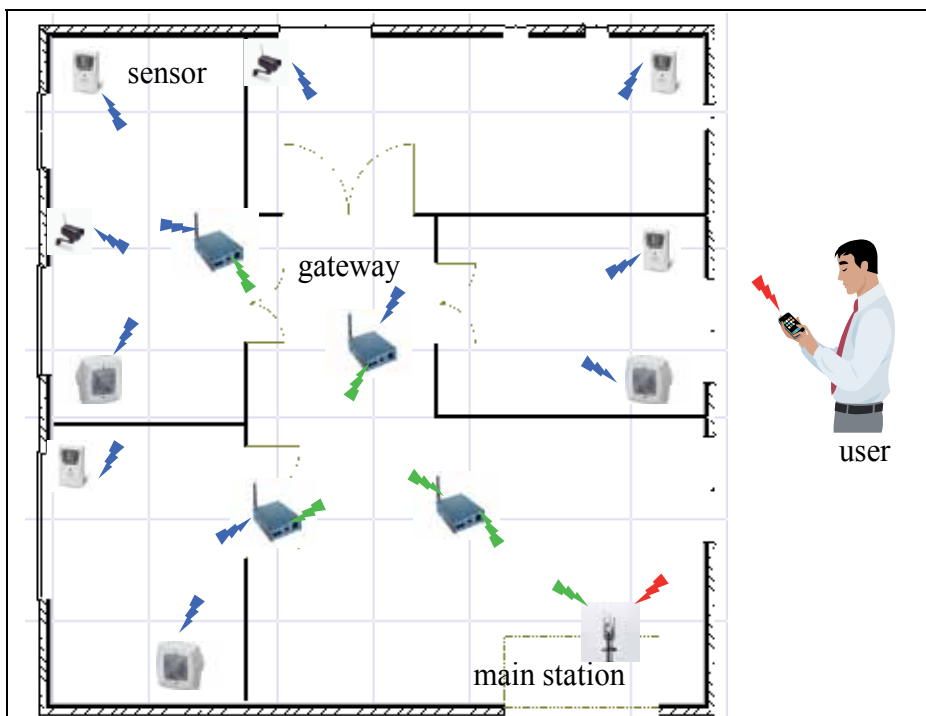 sensor
gateway
user
main station